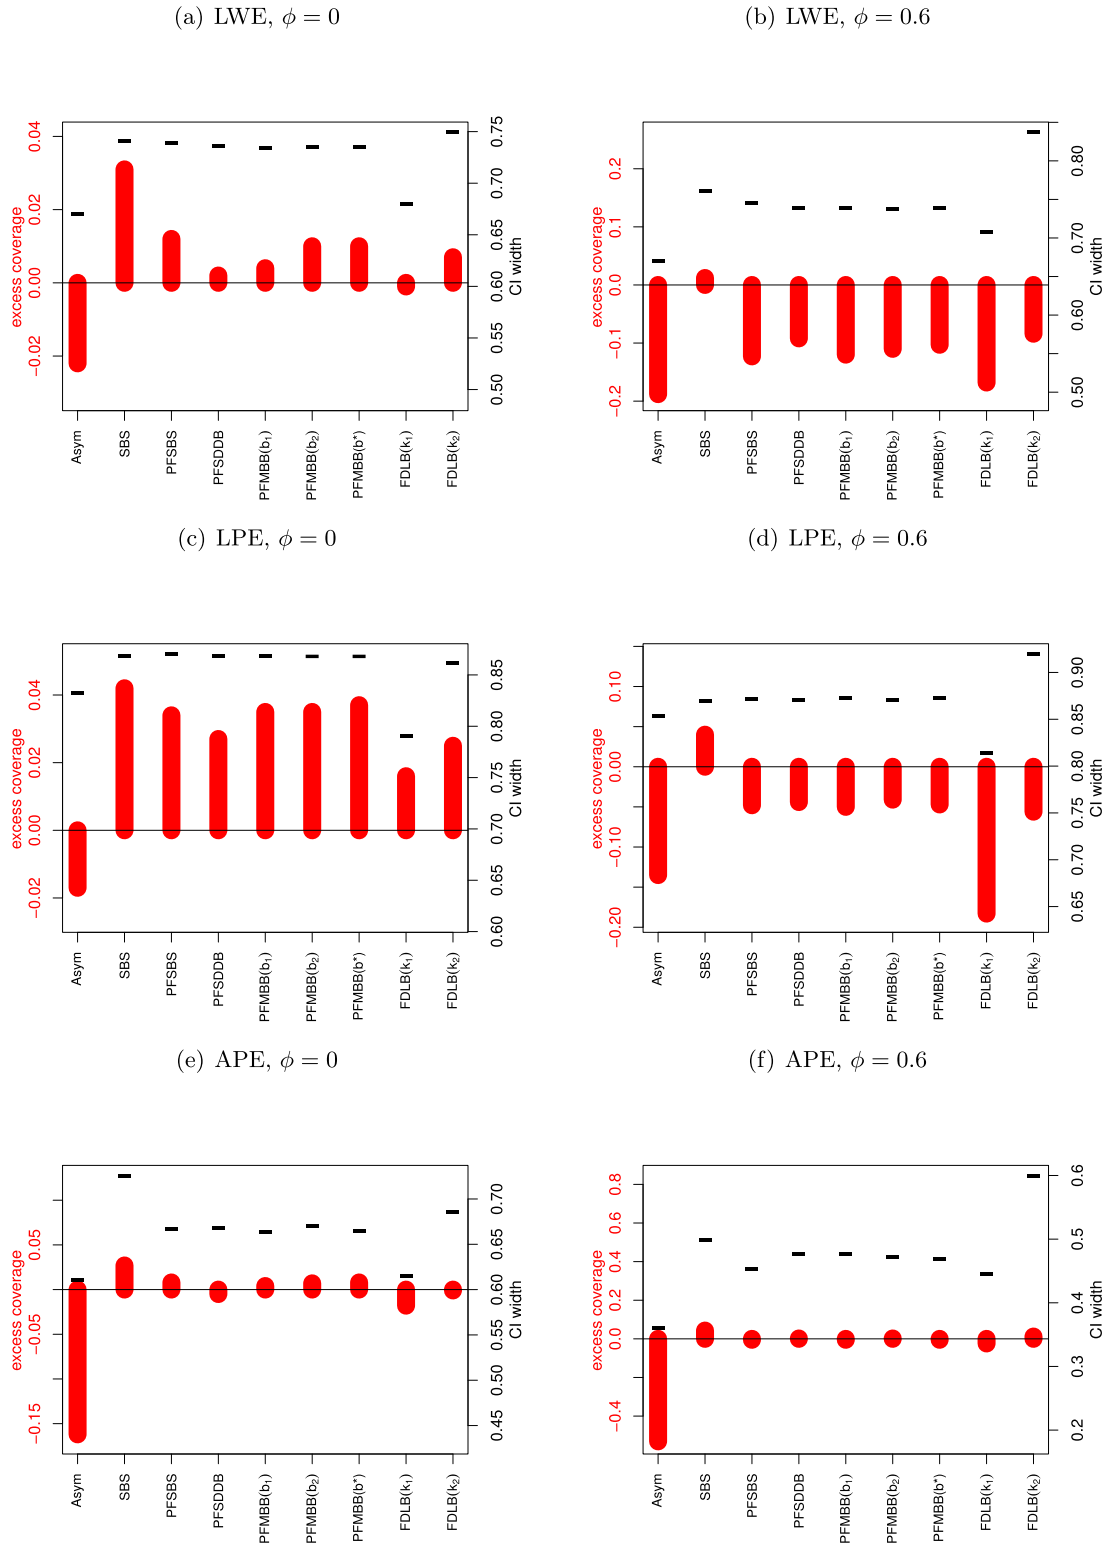 (a) LWE, ϕ = 0
(b) LWE, ϕ = 0.6
excess coverage
−0.02 0.00 0.02 0.04
0.50 0.55 0.60 0.65 0.70 0.75
CI width
Asym SBS PFSBS PFSDDB PFMBB(b₁) PFMBB(b₂) PFMBB(b*) FDLB(k₁) FDLB(k₂)
excess coverage
−0.2 −0.1 0.0 0.1 0.2
0.50 0.60 0.70 0.80
CI width
Asym SBS PFSBS PFSDDB PFMBB(b₁) PFMBB(b₂) PFMBB(b*) FDLB(k₁) FDLB(k₂)
(c) LPE, ϕ = 0
(d) LPE, ϕ = 0.6
excess coverage
−0.02 0.00 0.02 0.04
0.60 0.65 0.70 0.75 0.80 0.85
CI width
Asym SBS PFSBS PFSDDB PFMBB(b₁) PFMBB(b₂) PFMBB(b*) FDLB(k₁) FDLB(k₂)
excess coverage
−0.20 −0.10 0.00 0.10
0.65 0.70 0.75 0.80 0.85 0.90
CI width
Asym SBS PFSBS PFSDDB PFMBB(b₁) PFMBB(b₂) PFMBB(b*) FDLB(k₁) FDLB(k₂)
(e) APE, ϕ = 0
(f) APE, ϕ = 0.6
excess coverage
−0.15 −0.05 0.05
0.45 0.50 0.55 0.60 0.65 0.70
CI width
Asym SBS PFSBS PFSDDB PFMBB(b₁) PFMBB(b₂) PFMBB(b*) FDLB(k₁) FDLB(k₂)
excess coverage
−0.4 0.0 0.2 0.4 0.6 0.8
0.2 0.3 0.4 0.5 0.6
CI width
Asym SBS PFSBS PFSDDB PFMBB(b₁) PFMBB(b₂) PFMBB(b*) FDLB(k₁) FDLB(k₂)